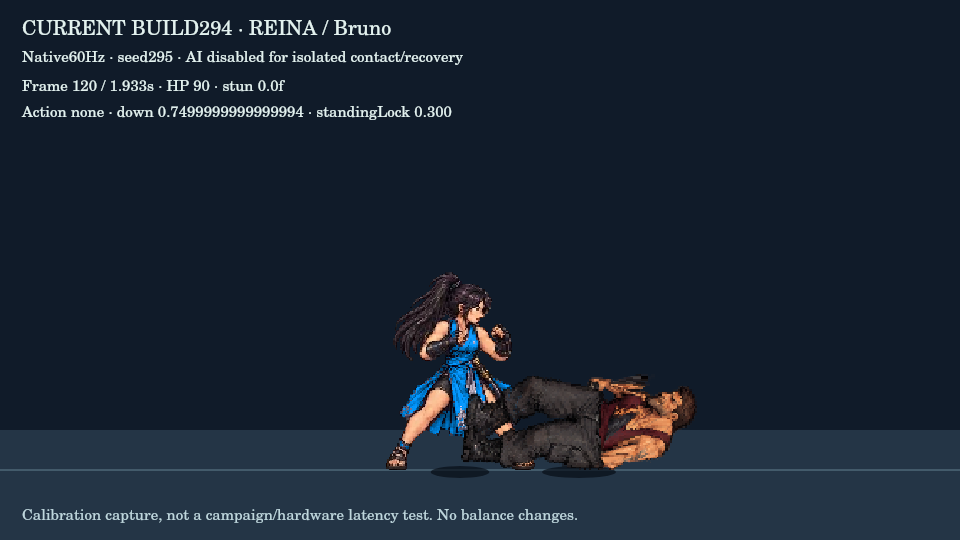 CURRENT BUILD294 · REINA / Bruno
Native60Hz · seed295 · AI disabled for isolated contact/recovery
Frame 120 / 1.933s · HP 90 · stun 0.0f
Action none · down 0.7499999999999994 · standingLock 0.300
Calibration capture, not a campaign/hardware latency test. No balance changes.